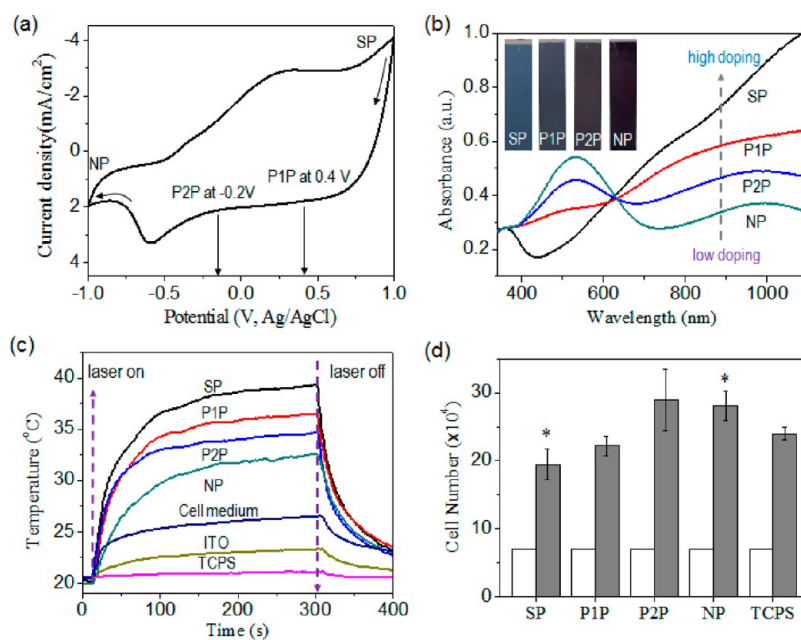 (a)
-4
-2
0
2
4
Current density(mA/cm²)
SP
NP
P2P at -0.2V
P1P at 0.4 V
-1.0 -0.5 0.0 0.5 1.0
Potential (V, Ag/AgCl)
(b)
1.0
0.8
0.6
0.4
0.2
Absorbance (a.u.)
SP P1P P2P NP
high doping
SP
P1P
P2P
NP
low doping
400 600 800 1000
Wavelength (nm)
(c)
40
35
30
25
20
Temperature (°C)
laser on
laser off
SP
P1P
P2P
NP
Cell medium
ITO
TCPS
0 100 200 300 400
Time (s)
(d)
30
20
10
0
Cell Number (x10⁴)
*
*
SP P1P P2P NP TCPS